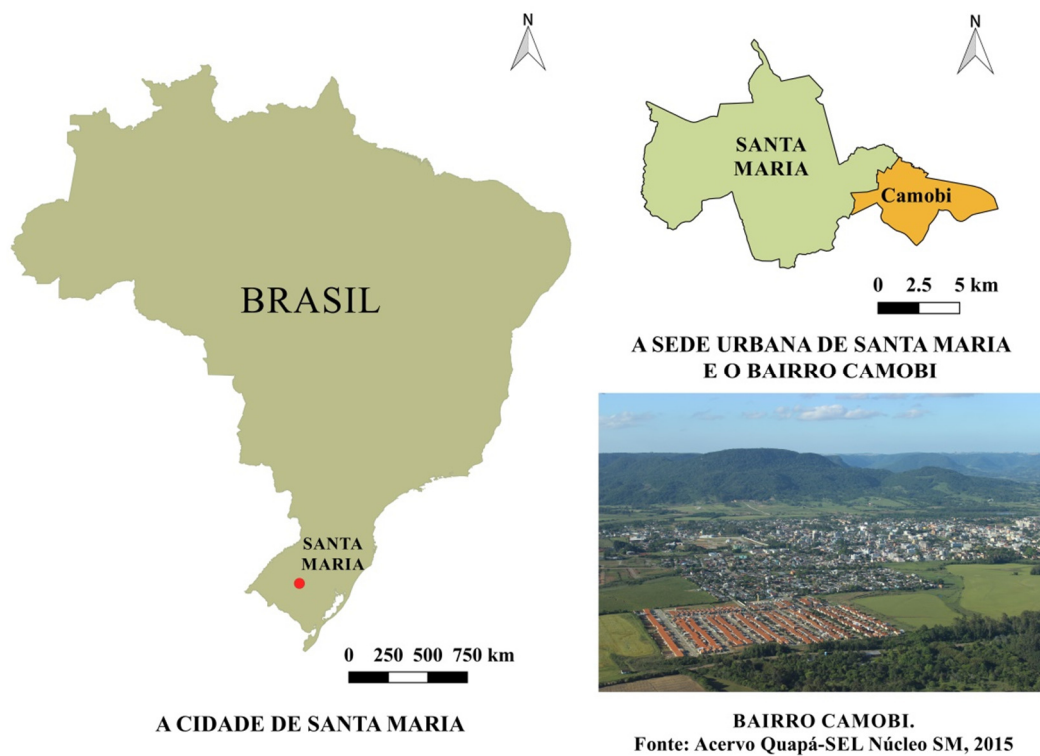 N
BRASIL
SANTA
MARIA
0 250 500 750 km
A CIDADE DE SANTA MARIA
N
SANTA
MARIA
Camobi
0 2.5 5 km
A SEDE URBANA DE SANTA MARIA
E O BAIRRO CAMOBI
BAIRRO CAMOBI.
Fonte: Acervo Quapá-SEL Núcleo SM, 2015